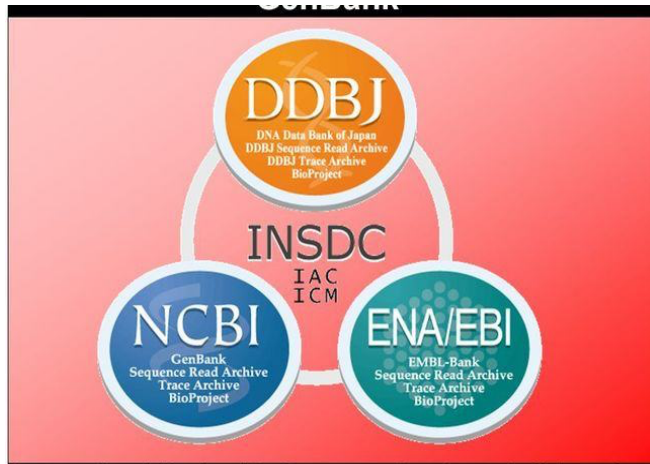 GenBank
DDBJ
DNA Data Bank of Japan
DDBJ Sequence Read Archive
DDBJ Trace Archive
BioProject
INSDC
IAC
ICM
NCBI
GenBank
Sequence Read Archive
Trace Archive
BioProject
ENA/EBI
EMBL-Bank
Sequence Read Archive
Trace Archive
BioProject